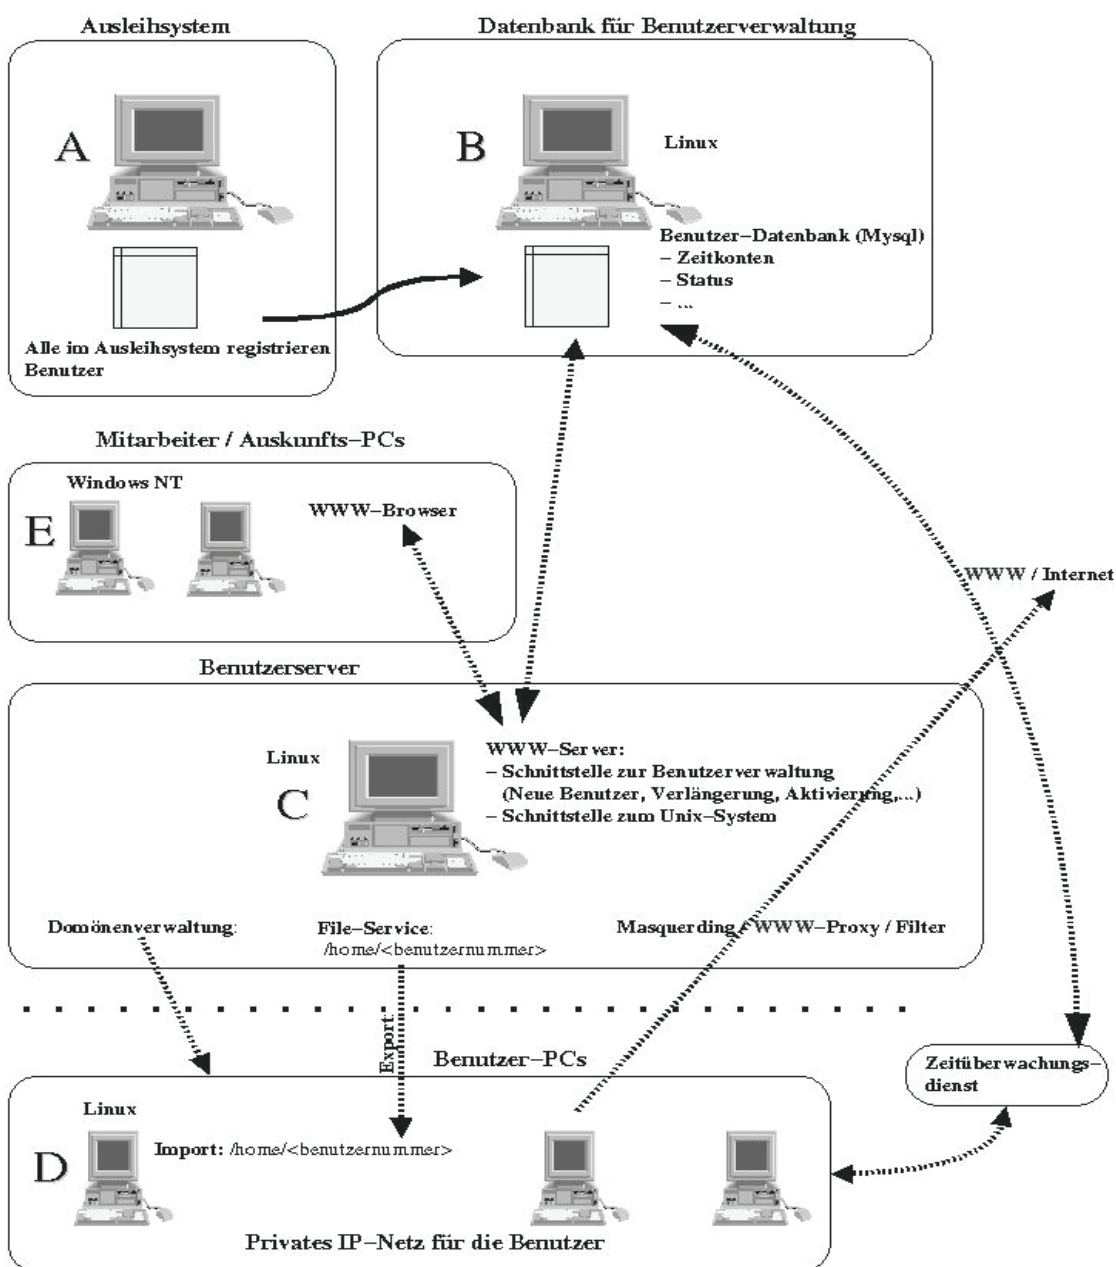 Ausleihsystem
Datenbank für Benutzerverwaltung
A
B
Linux
Benutzer–Datenbank (Mysql)
– Zeitkonten
– Status
– ...
Alle im Ausleihsystem registrieren
Benutzer
Mitarbeiter / Auskunfts–PCs
Windows NT
E
WWW–Browser
WWW / Internet
Benutzerserver
Linux
C
WWW–Server:
– Schnittstelle zur Benutzerverwaltung
(Neue Benutzer, Verlängerung, Aktivierung,...)
– Schnittstelle zum Unix–System
Domönenverwaltung:
File–Service:
/home/<benutzernummer>
Masquerding / WWW–Proxy / Filter
Export:
Benutzer–PCs
Zeitüberwachungs–
dienst
Linux
D
Import: /home/<benutzernummer>
Privates IP–Netz für die Benutzer